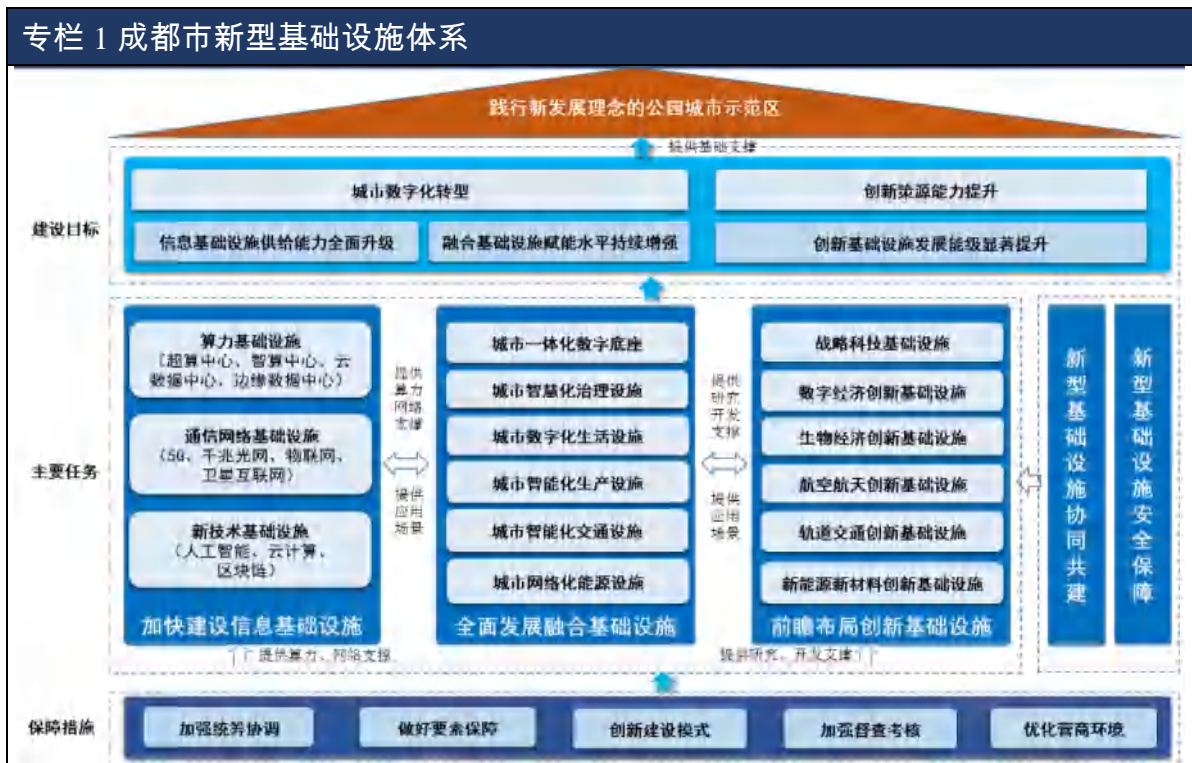 专栏 1 成都市新型基础设施体系
践行新发展理念的公园城市示范区
提供基础支撑
建设目标
城市数字化转型
创新策源能力提升
信息基础设施供给能力全面升级
融合基础设施赋能水平持续增强
创新基础设施发展能级显著提升
主要任务
算力基础设施
（超算中心、智算中心、云
数据中心、边缘数据中心）
通信网络基础设施
（5G、千兆光网、物联网、
卫星互联网）
新技术基础设施
（人工智能、云计算、
区块链）
加快建设信息基础设施
提供
算力
网络
支撑
提供
应用
场景
城市一体化数字底座
城市智慧化治理设施
城市数字化生活设施
城市智能化生产设施
城市智能化交通设施
城市网络化能源设施
全面发展融合基础设施
提供
研究
开发
支撑
提供
应用
场景
战略科技基础设施
数字经济创新基础设施
生物经济创新基础设施
航空航天创新基础设施
轨道交通创新基础设施
新能源新材料创新基础设施
前瞻布局创新基础设施
新型基础设施协同共建
新型基础设施安全保障
提供算力、网络支撑
提供研究、开发支撑
保障措施
加强统筹协调
做好要素保障
创新建设模式
加强督查考核
优化营商环境